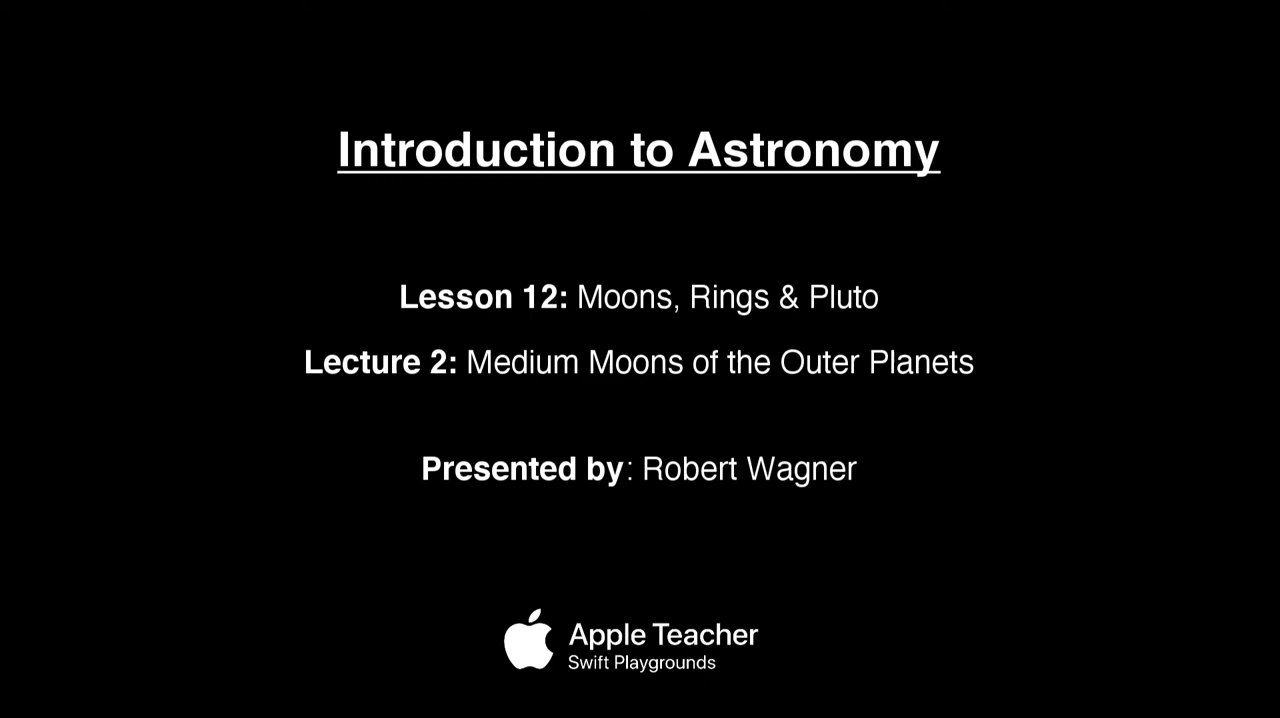 Introduction to Astronomy
Lesson 12: Moons, Rings & Pluto
Lecture 2: Medium Moons of the Outer Planets
Presented by: Robert Wagner
Apple Teacher
Swift Playgrounds